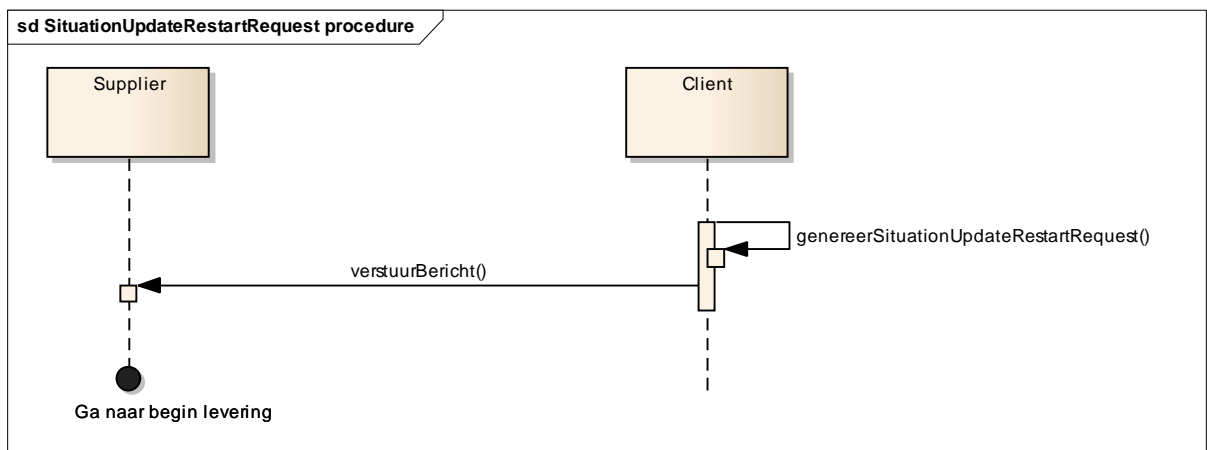 sd SituationUpdateRestartRequest procedure
Supplier
Client
genereerSituationUpdateRestartRequest()
verstuurBericht()
Ga naar begin levering